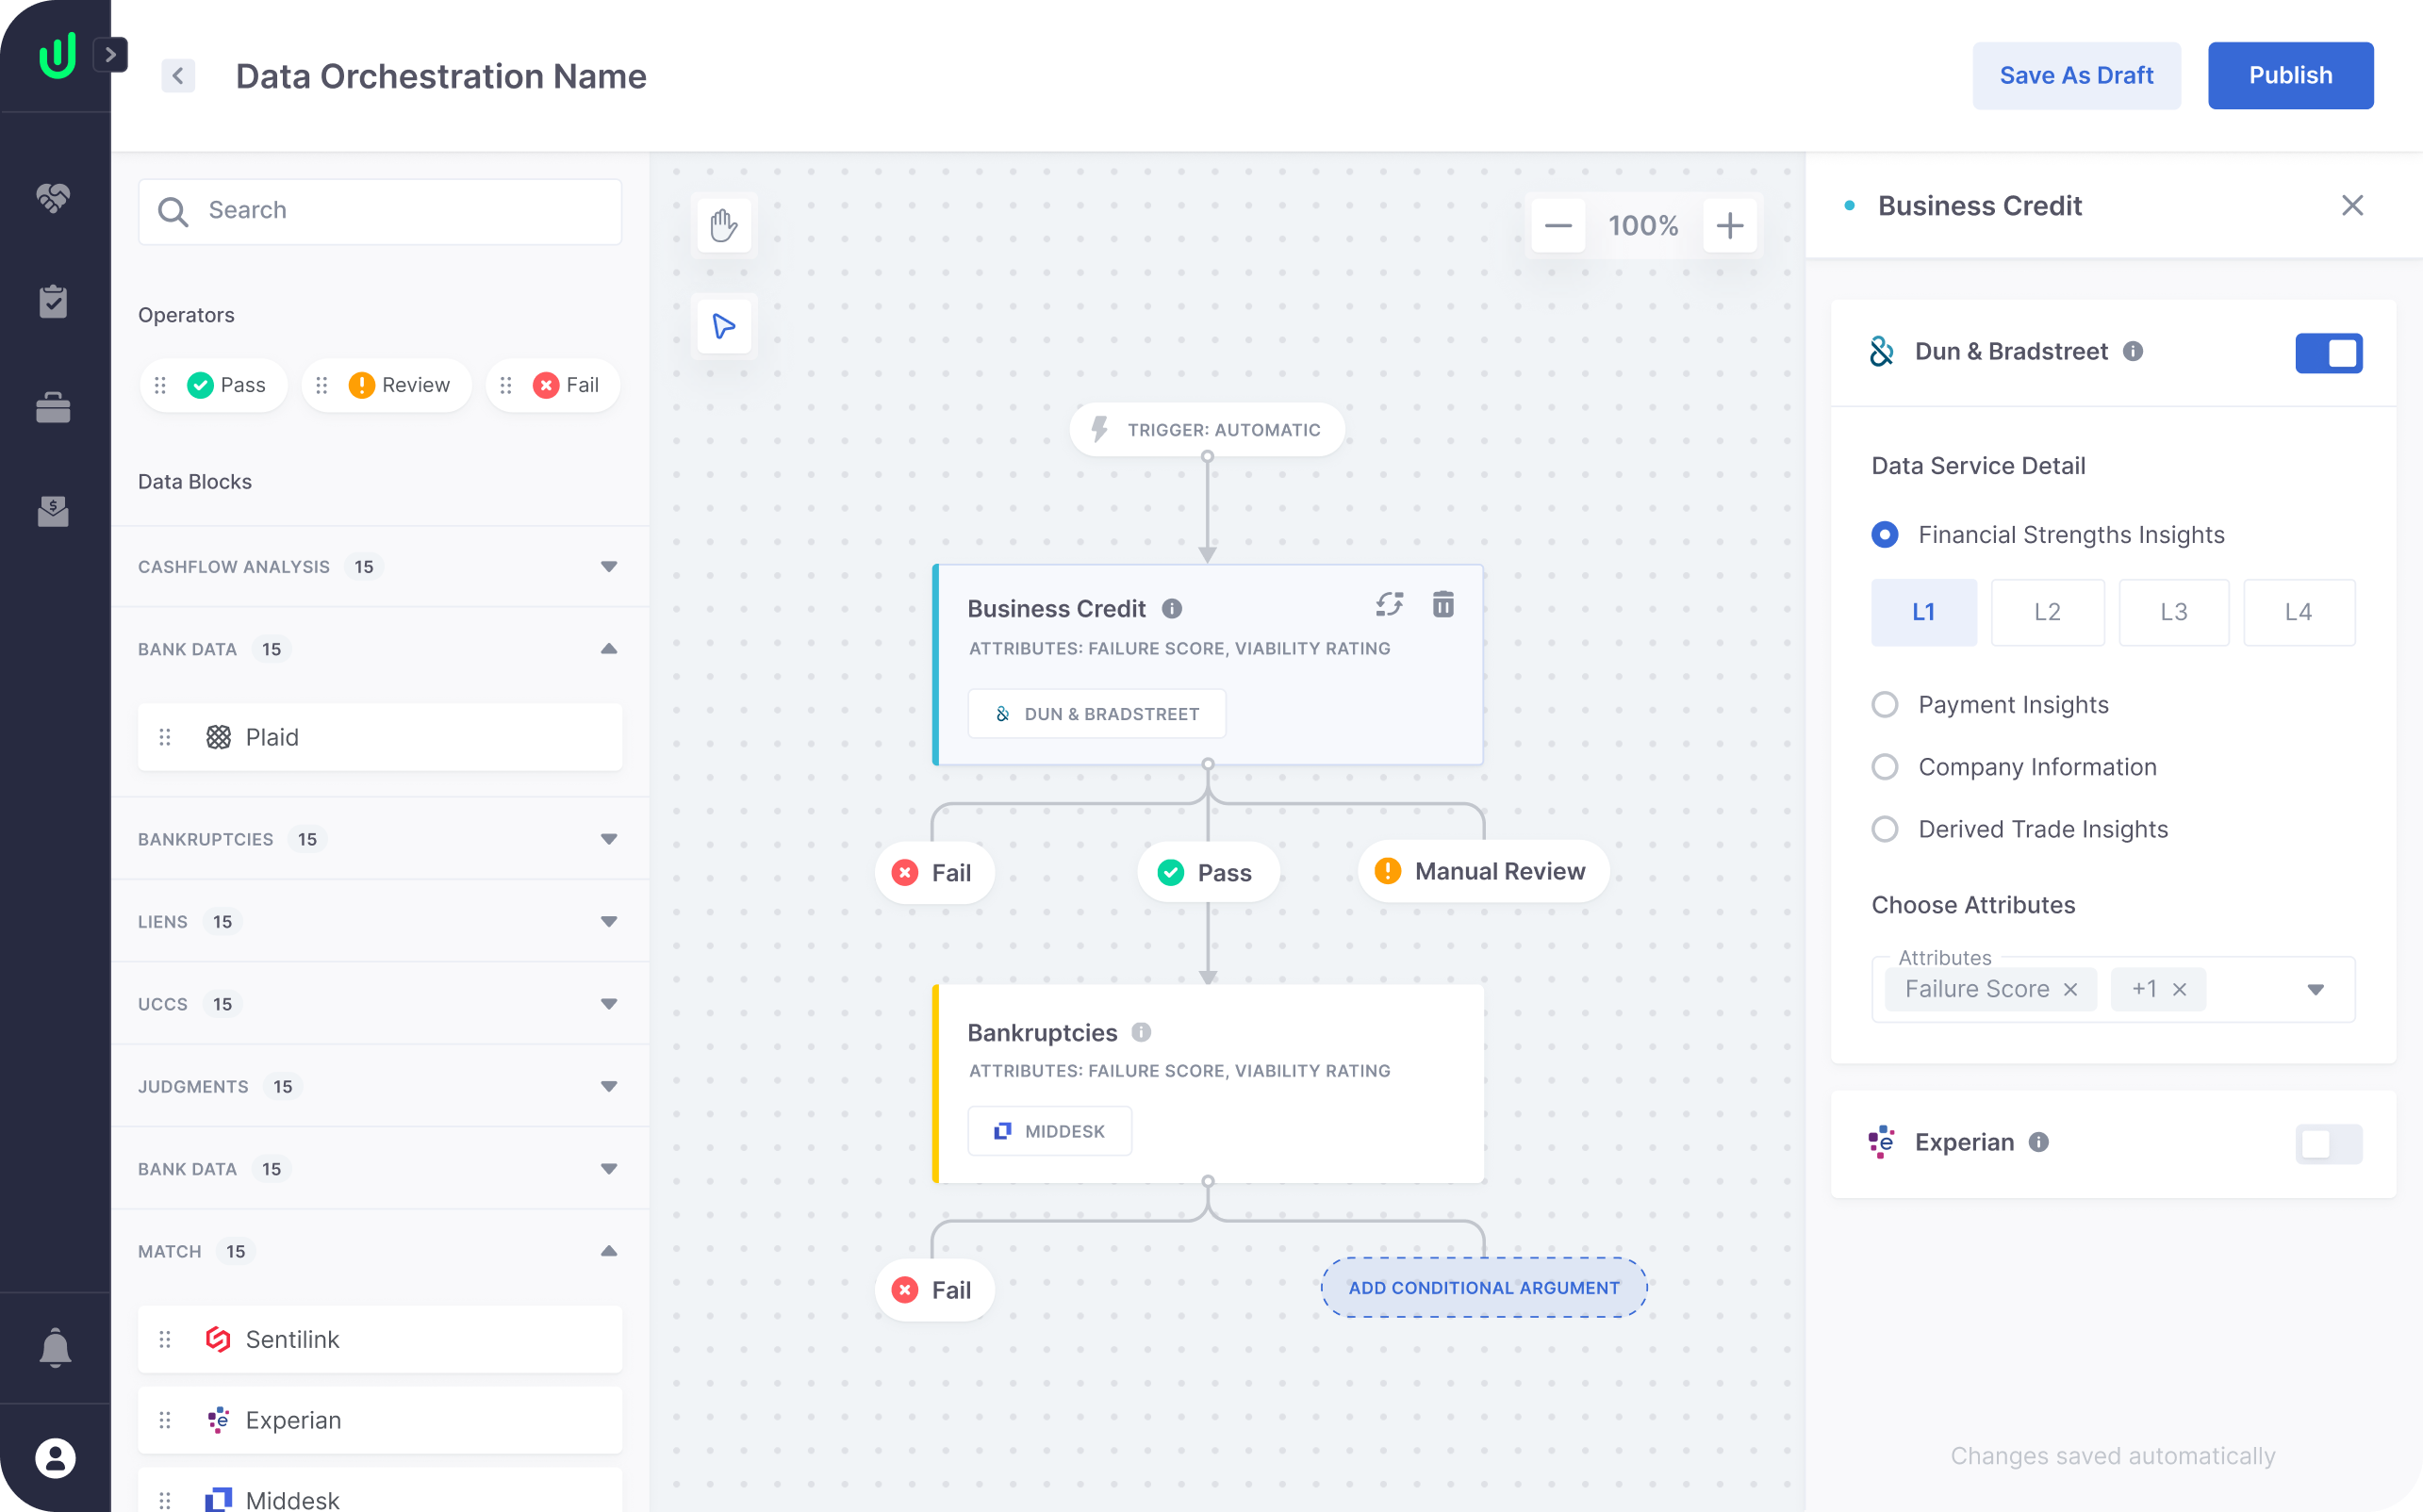 Data Orchestration Name
Save As Draft
Publish
Search
Operators
Pass
Review
Fail
Data Blocks
CASHFLOW ANALYSIS 15
BANK DATA 15
Plaid
BANKRUPTCIES 15
LIENS 15
UCCS 15
JUDGMENTS 15
BANK DATA 15
MATCH 15
Sentilink
Experian
Middesk
100%
TRIGGER: AUTOMATIC
Business Credit
ATTRIBUTES: FAILURE SCORE, VIABILITY RATING
DUN & BRADSTREET
Fail
Pass
Manual Review
Bankruptcies
ATTRIBUTES: FAILURE SCORE, VIABILITY RATING
MIDDESK
Fail
ADD CONDITIONAL ARGUMENT
Business Credit
Dun & Bradstreet
Data Service Detail
Financial Strengths Insights
L1 L2 L3 L4
Payment Insights
Company Information
Derived Trade Insights
Choose Attributes
Attributes
Failure Score +1
Experian
Changes saved automatically